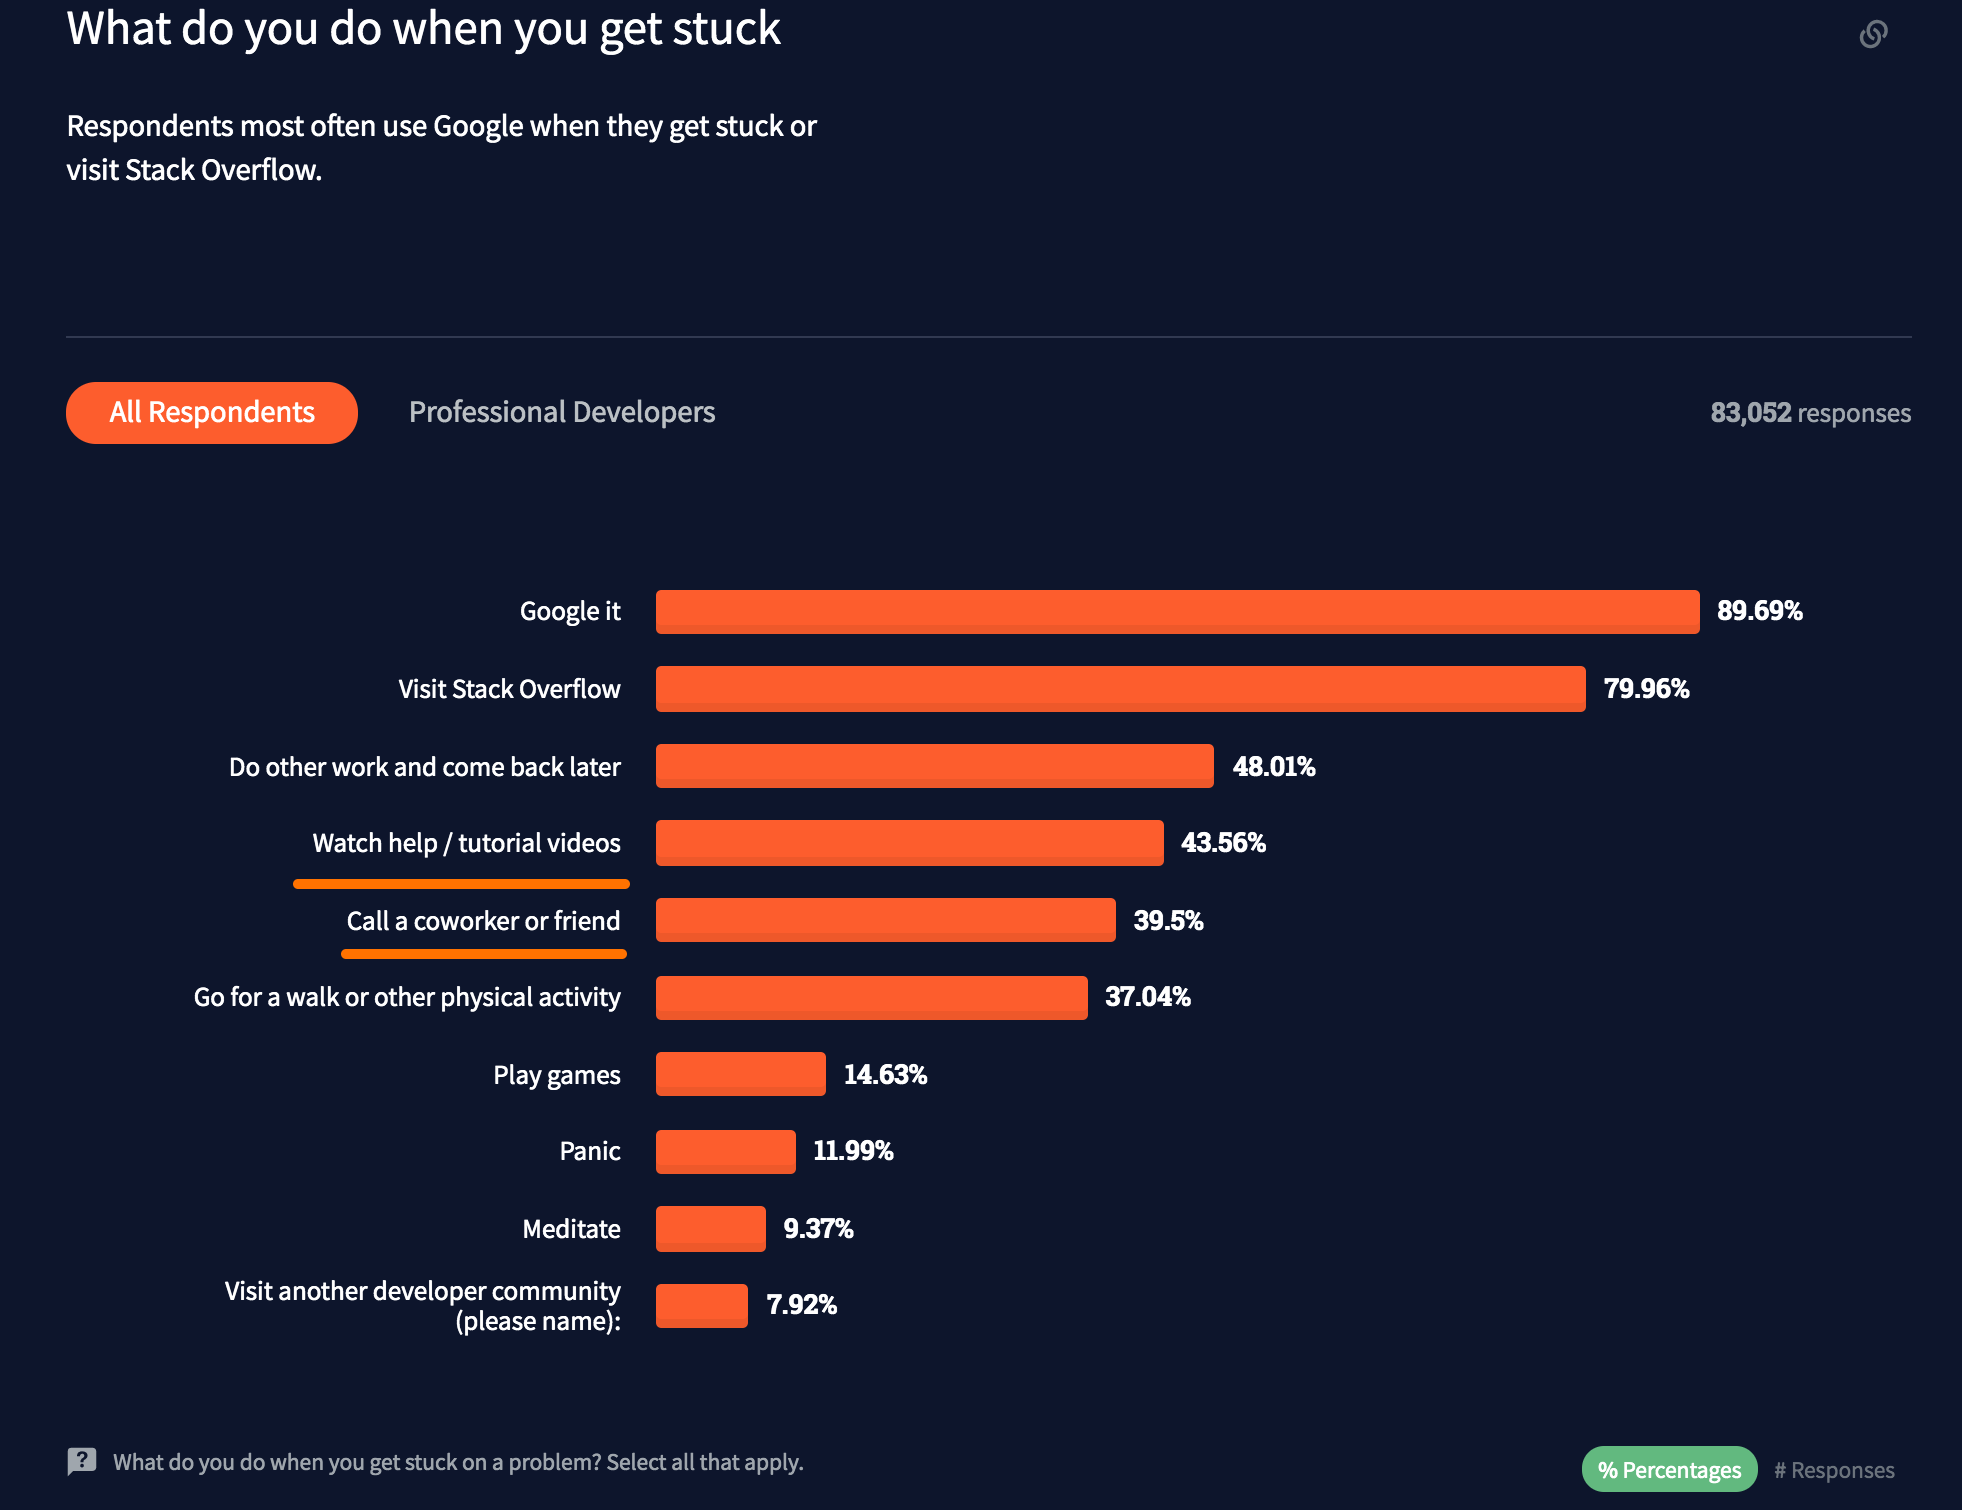 What do you do when you get stuck
Respondents most often use Google when they get stuck or
visit Stack Overflow.
All Respondents
Professional Developers
83,052 responses
Google it
89.69%
Visit Stack Overflow
79.96%
Do other work and come back later
48.01%
Watch help / tutorial videos
43.56%
Call a coworker or friend
39.5%
Go for a walk or other physical activity
37.04%
Play games
14.63%
Panic
11.99%
Meditate
9.37%
Visit another developer community
(please name):
7.92%
? What do you do when you get stuck on a problem? Select all that apply.
% Percentages
# Responses